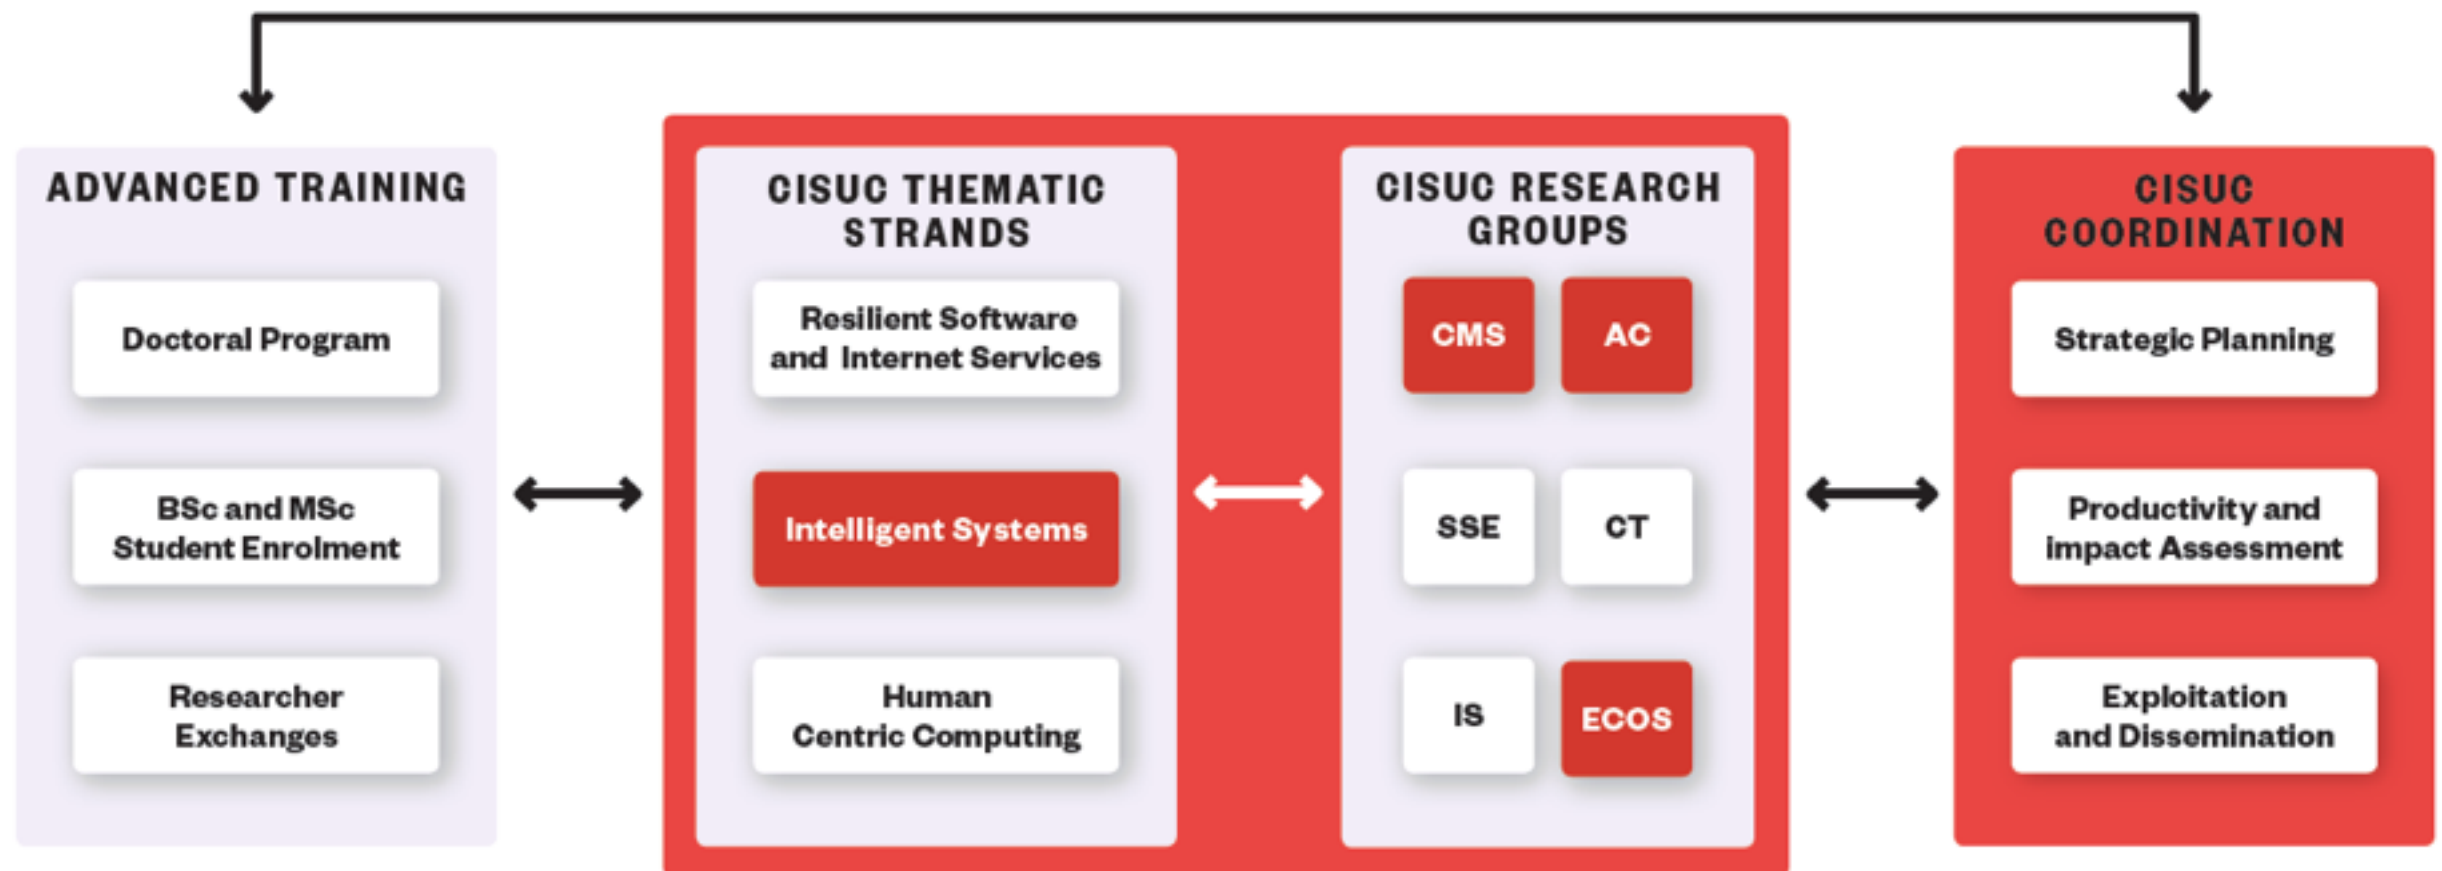 ADVANCED TRAINING
Doctoral Program
BSc and MSc
Student Enrolment
Researcher
Exchanges
CISUC THEMATIC
STRANDS
Resilient Software
and Internet Services
Intelligent Systems
Human
Centric Computing
CISUC RESEARCH
GROUPS
CMS AC
SSE CT
IS ECOS
CISUC
COORDINATION
Strategic Planning
Productivity and
impact Assessment
Exploitation
and Dissemination